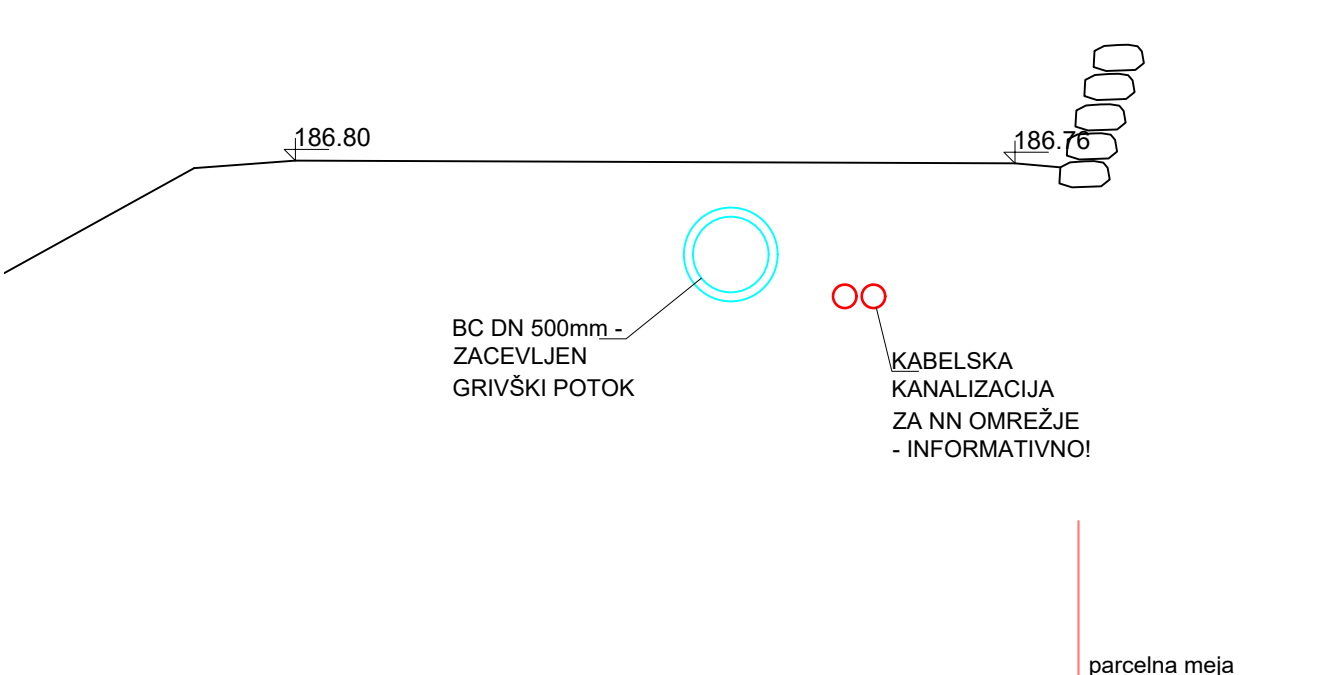 186.80
186.76
BC DN 500mm -
ZACEVLJEN
GRIVŠKI POTOK
KABELSKA
KANALIZACIJA
ZA NN OMREŽJE
- INFORMATIVNO!
parcelna meja